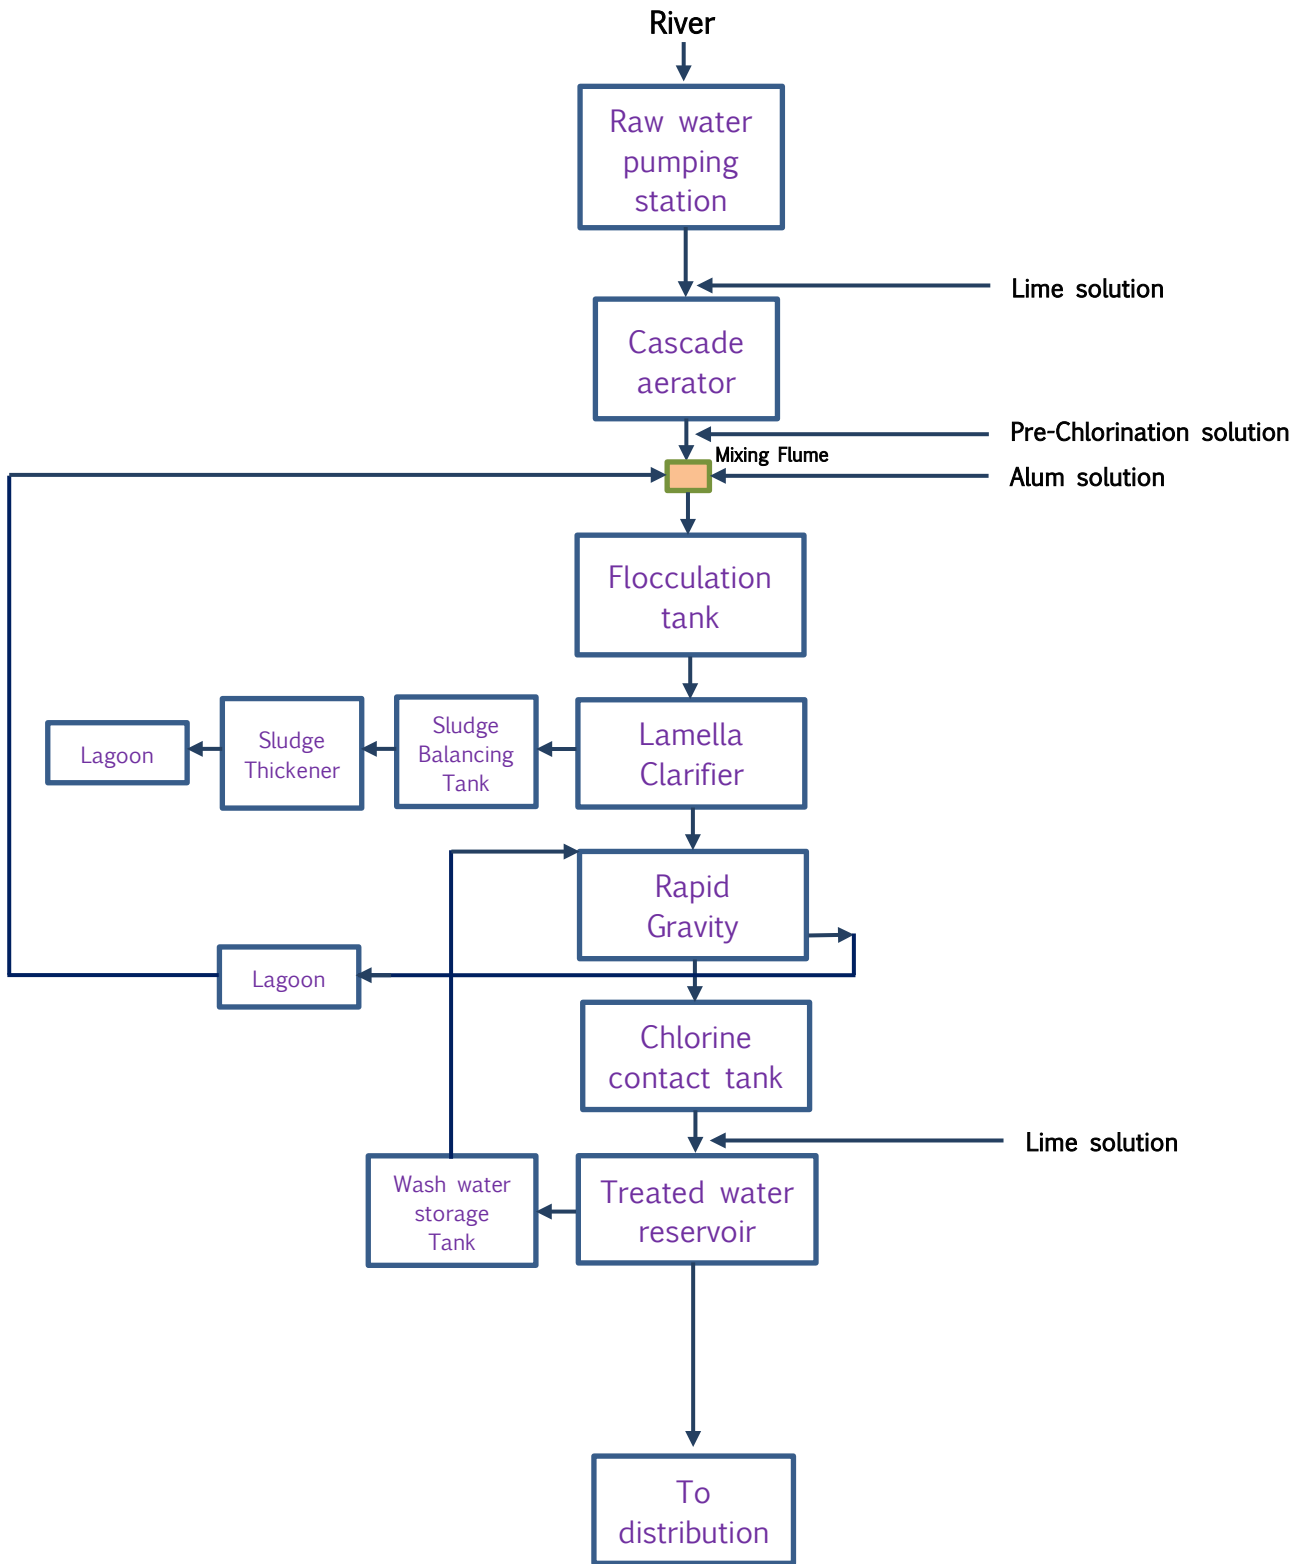 River
Raw water
pumping
station
Lime solution
Cascade
aerator
Pre-Chlorination solution
Mixing Flume
Alum solution
Flocculation
tank
Lamella
Clarifier
Sludge
Balancing
Tank
Sludge
Thickener
Lagoon
Rapid
Gravity
Lagoon
Chlorine
contact tank
Lime solution
Treated water
reservoir
Wash water
storage
Tank
To
distribution